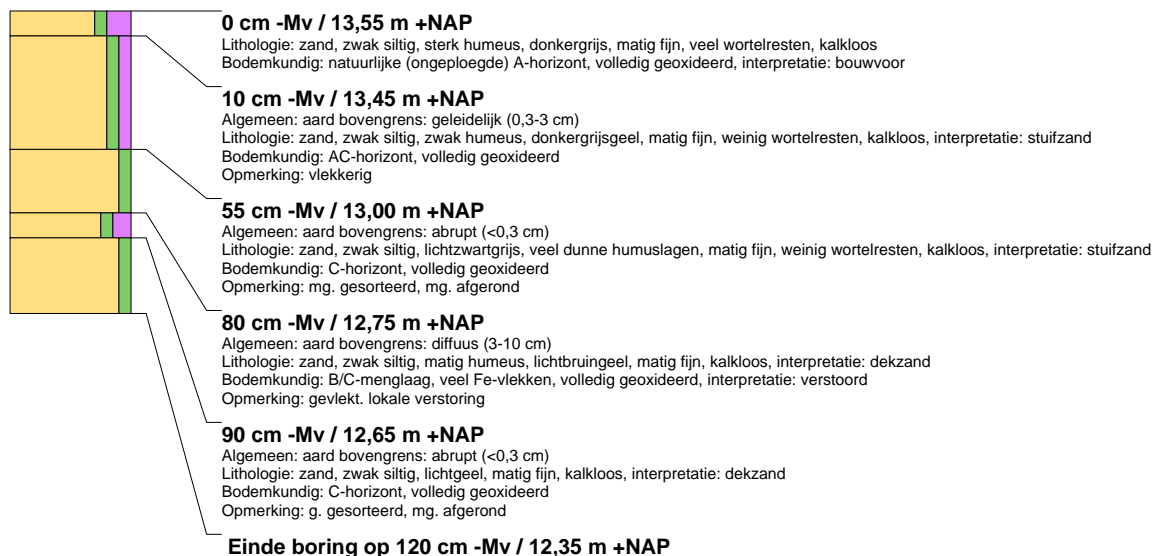 0 cm -Mv / 13,55 m +NAP
Lithologie: zand, zwak siltig, sterk humeus, donkergrijs, matig fijn, veel wortelresten, kalkloos
Bodemkundig: natuurlijke (ongeploegde) A-horizont, volledig geoxideerd, interpretatie: bouwvoor
10 cm -Mv / 13,45 m +NAP
Algemeen: aard bovengrens: geleidelijk (0,3-3 cm)
Lithologie: zand, zwak siltig, zwak humeus, donkergrijsgeel, matig fijn, weinig wortelresten, kalkloos, interpretatie: stuifzand
Bodemkundig: AC-horizont, volledig geoxideerd
Opmerking: vlekkerig
55 cm -Mv / 13,00 m +NAP
Algemeen: aard bovengrens: abrupt (<0,3 cm)
Lithologie: zand, zwak siltig, lichtzwartgrijs, veel dunne humuslagen, matig fijn, weinig wortelresten, kalkloos, interpretatie: stuifzand
Bodemkundig: C-horizont, volledig geoxideerd
Opmerking: mg. gesorteerd, mg. afgerond
80 cm -Mv / 12,75 m +NAP
Algemeen: aard bovengrens: diffuus (3-10 cm)
Lithologie: zand, zwak siltig, matig humeus, lichtbruingeel, matig fijn, kalkloos, interpretatie: dekzand
Bodemkundig: B/C-menglaag, veel Fe-vlekken, volledig geoxideerd, interpretatie: verstoord
Opmerking: gevlekt. lokale verstoring
90 cm -Mv / 12,65 m +NAP
Algemeen: aard bovengrens: abrupt (<0,3 cm)
Lithologie: zand, zwak siltig, lichtgeel, matig fijn, kalkloos, interpretatie: dekzand
Bodemkundig: C-horizont, volledig geoxideerd
Opmerking: g. gesorteerd, mg. afgerond
Einde boring op 120 cm -Mv / 12,35 m +NAP